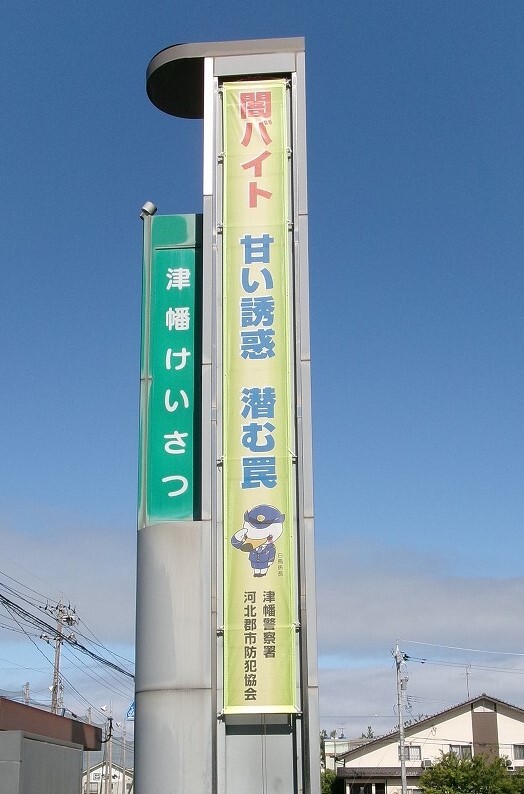 闇バイト 甘い誘惑 潜む罠
津幡警察署
河北郡市防犯協会
津幡けいさつ